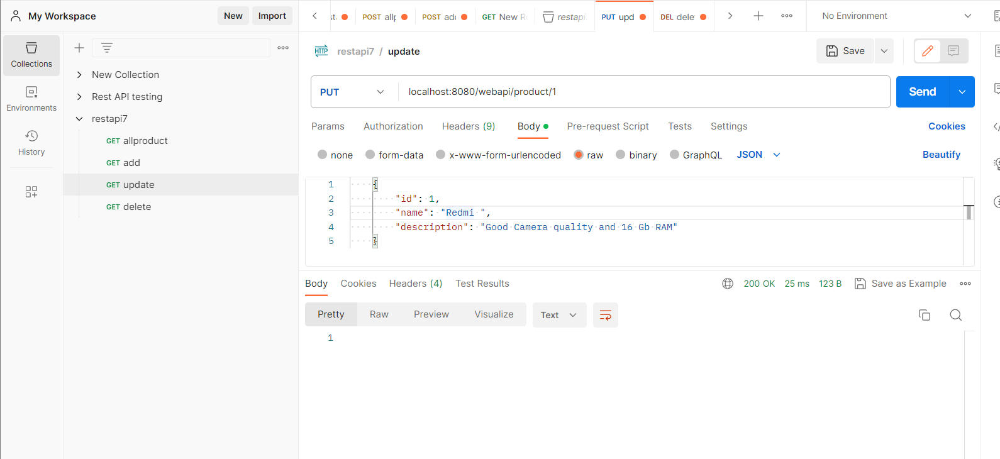 My Workspace
New
Import
POST
POST
GET New R
restapi
PUT upd
DEL dele
No Environment
Collections
Environments
History
New Collection
Rest API testing
restapi7
GET allproduct
GET add
GET update
GET delete
HTTP restapi7 / update
Save
PUT
localhost:8080/webapi/product/1
Send
Params Authorization Headers (9) Body Pre-request Script Tests Settings
Cookies
none form-data x-www-form-urlencoded raw binary GraphQL JSON
Beautify
1 {
2 "id": 1,
3 "name": "Redmi ",
4 "description": "Good Camera quality and 16 Gb RAM"
5 }
Body Cookies Headers (4) Test Results
200 OK 25 ms 123 B Save as Example
Pretty Raw Preview Visualize Text
1